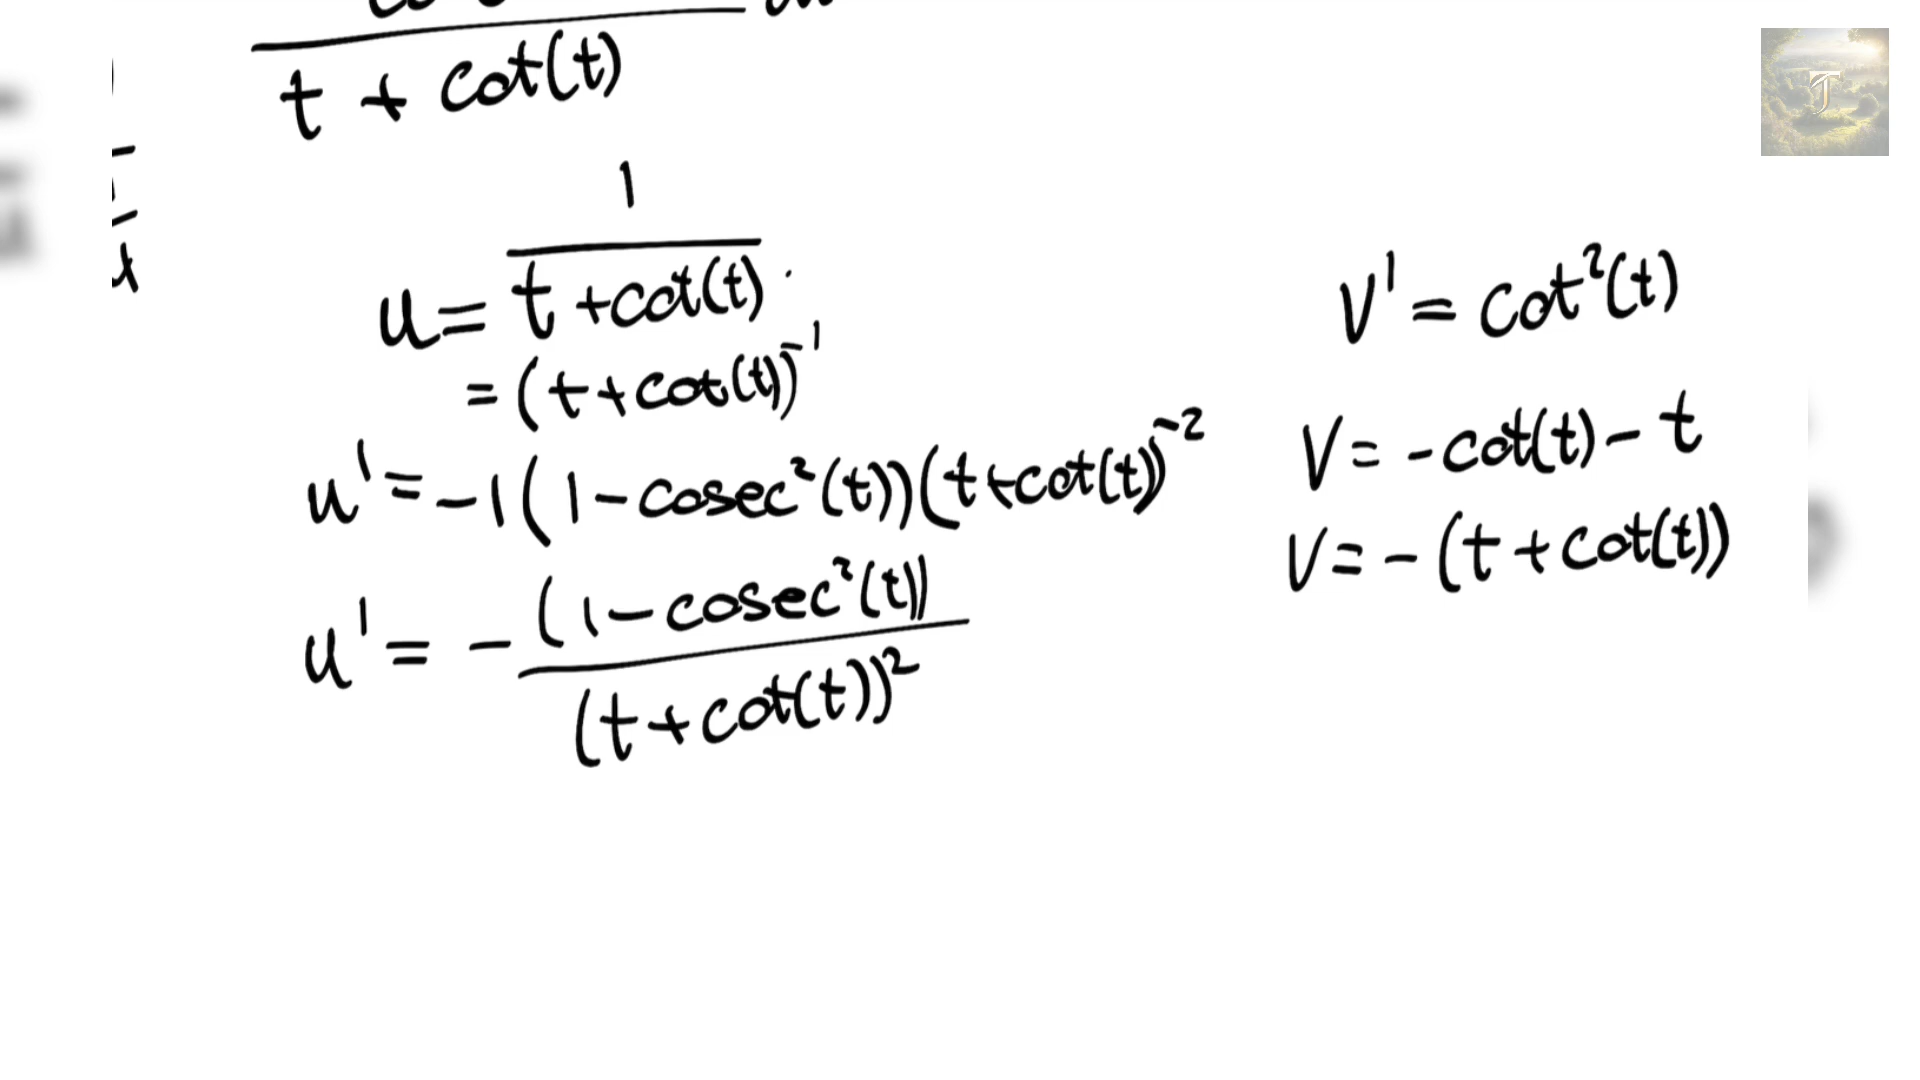 t + cot(t)
1
u = t + cot(t)
= (t + cot(t))⁻¹
u' = -1(1 - cosec²(t))(t + cot(t))⁻²
u' = -(1 - cosec²(t))
(t + cot(t))²
v' = cot²(t)
v = -cot(t) - t
v = -(t + cot(t))